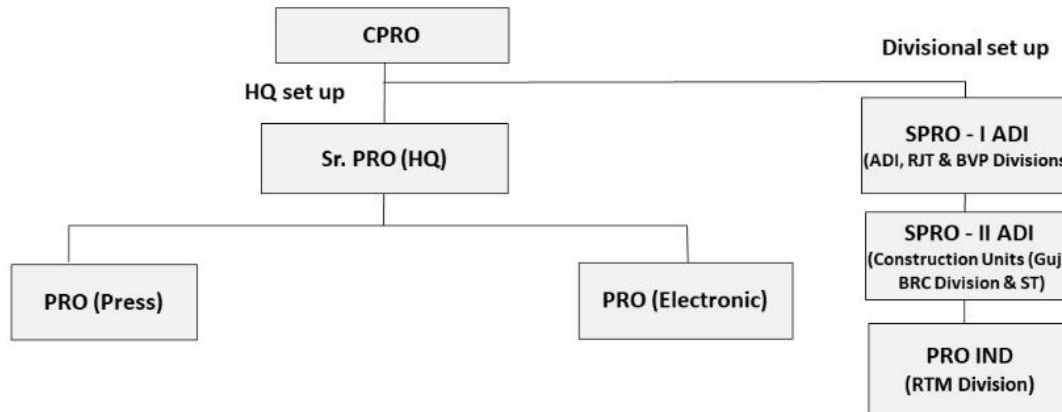 CPRO
Divisional set up
HQ set up
Sr. PRO (HQ)
SPRO - I ADI
(ADI, RJT & BVP Divisions
SPRO - II ADI
(Construction Units (Guj
BRC Division & ST)
PRO (Press)
PRO (Electronic)
PRO IND
(RTM Division)